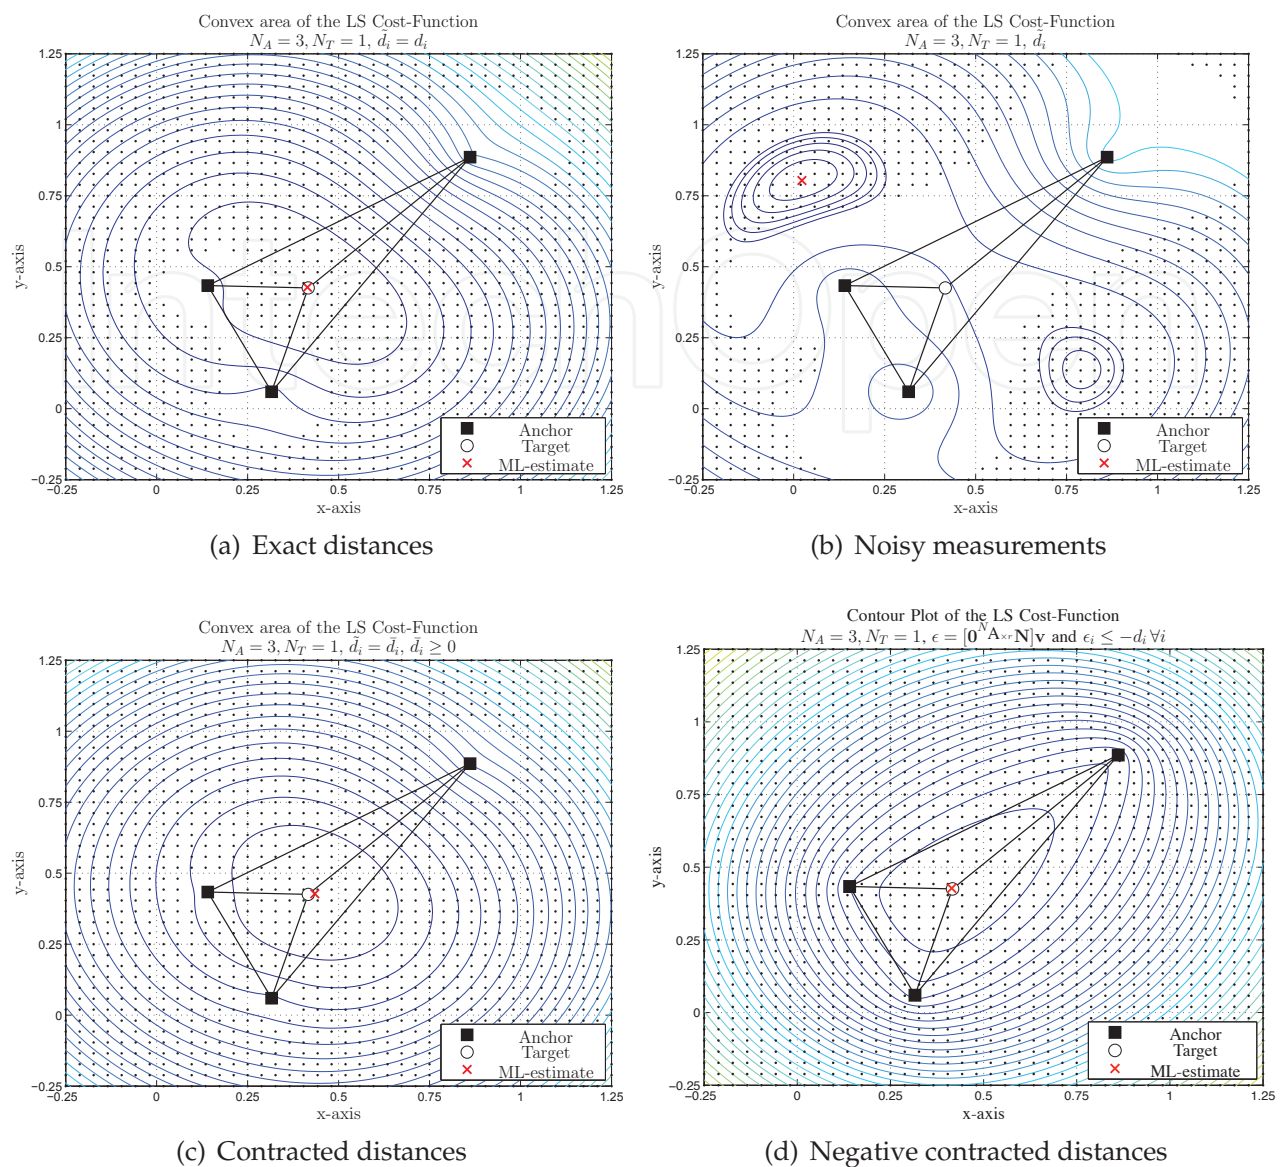 Convex area of the LS Cost-Function
N_A = 3, N_T = 1, d̃_i = d_i
1.25
1
0.75
0.5
0.25
0
−0.25
y-axis
Anchor
Target
ML-estimate
−0.25 0 0.25 0.5 0.75 1 1.25
x-axis
(a) Exact distances
Convex area of the LS Cost-Function
N_A = 3, N_T = 1, d̃_i
1.25
1
0.75
0.5
0.25
0
−0.25
y-axis
Anchor
Target
ML-estimate
−0.25 0 0.25 0.5 0.75 1 1.25
x-axis
(b) Noisy measurements
IntechOpen
Convex area of the LS Cost-Function
N_A = 3, N_T = 1, d̃_i = d̄_i, d̄_i ≥ 0
1.25
1
0.75
0.5
0.25
0
−0.25
y-axis
Anchor
Target
ML-estimate
−0.25 0 0.25 0.5 0.75 1 1.25
x-axis
(c) Contracted distances
Contour Plot of the LS Cost-Function
N_A = 3, N_T = 1, ϵ = [0^{N_A×r} N]v and ϵ_i ≤ −d_i ∀i
1.25
1
0.75
0.5
0.25
0
−0.25
y-axis
Anchor
Target
ML-estimate
−0.25 0 0.25 0.5 0.75 1 1.25
x-axis
(d) Negative contracted distances